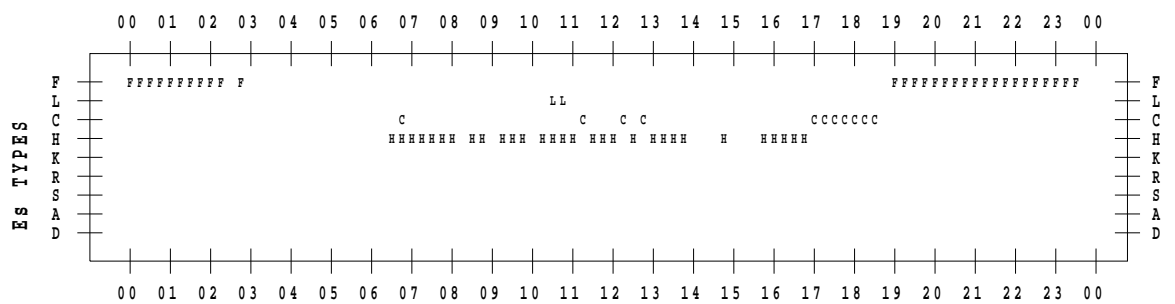 00 01 02 03 04 05 06 07 08 09 10 11 12 13 14 15 16 17 18 19 20 21 22 23 00
F FFFFFFFFFF F FFFFFFFFFFFFFFFFFFF F
L LL L
C C C C C CCCCCCC C
H HHHHHHH HH HHH HHHH HHH H HHHH H HHHHH H
K K
R R
S S
A A
D D
Es TYPES
00 01 02 03 04 05 06 07 08 09 10 11 12 13 14 15 16 17 18 19 20 21 22 23 00